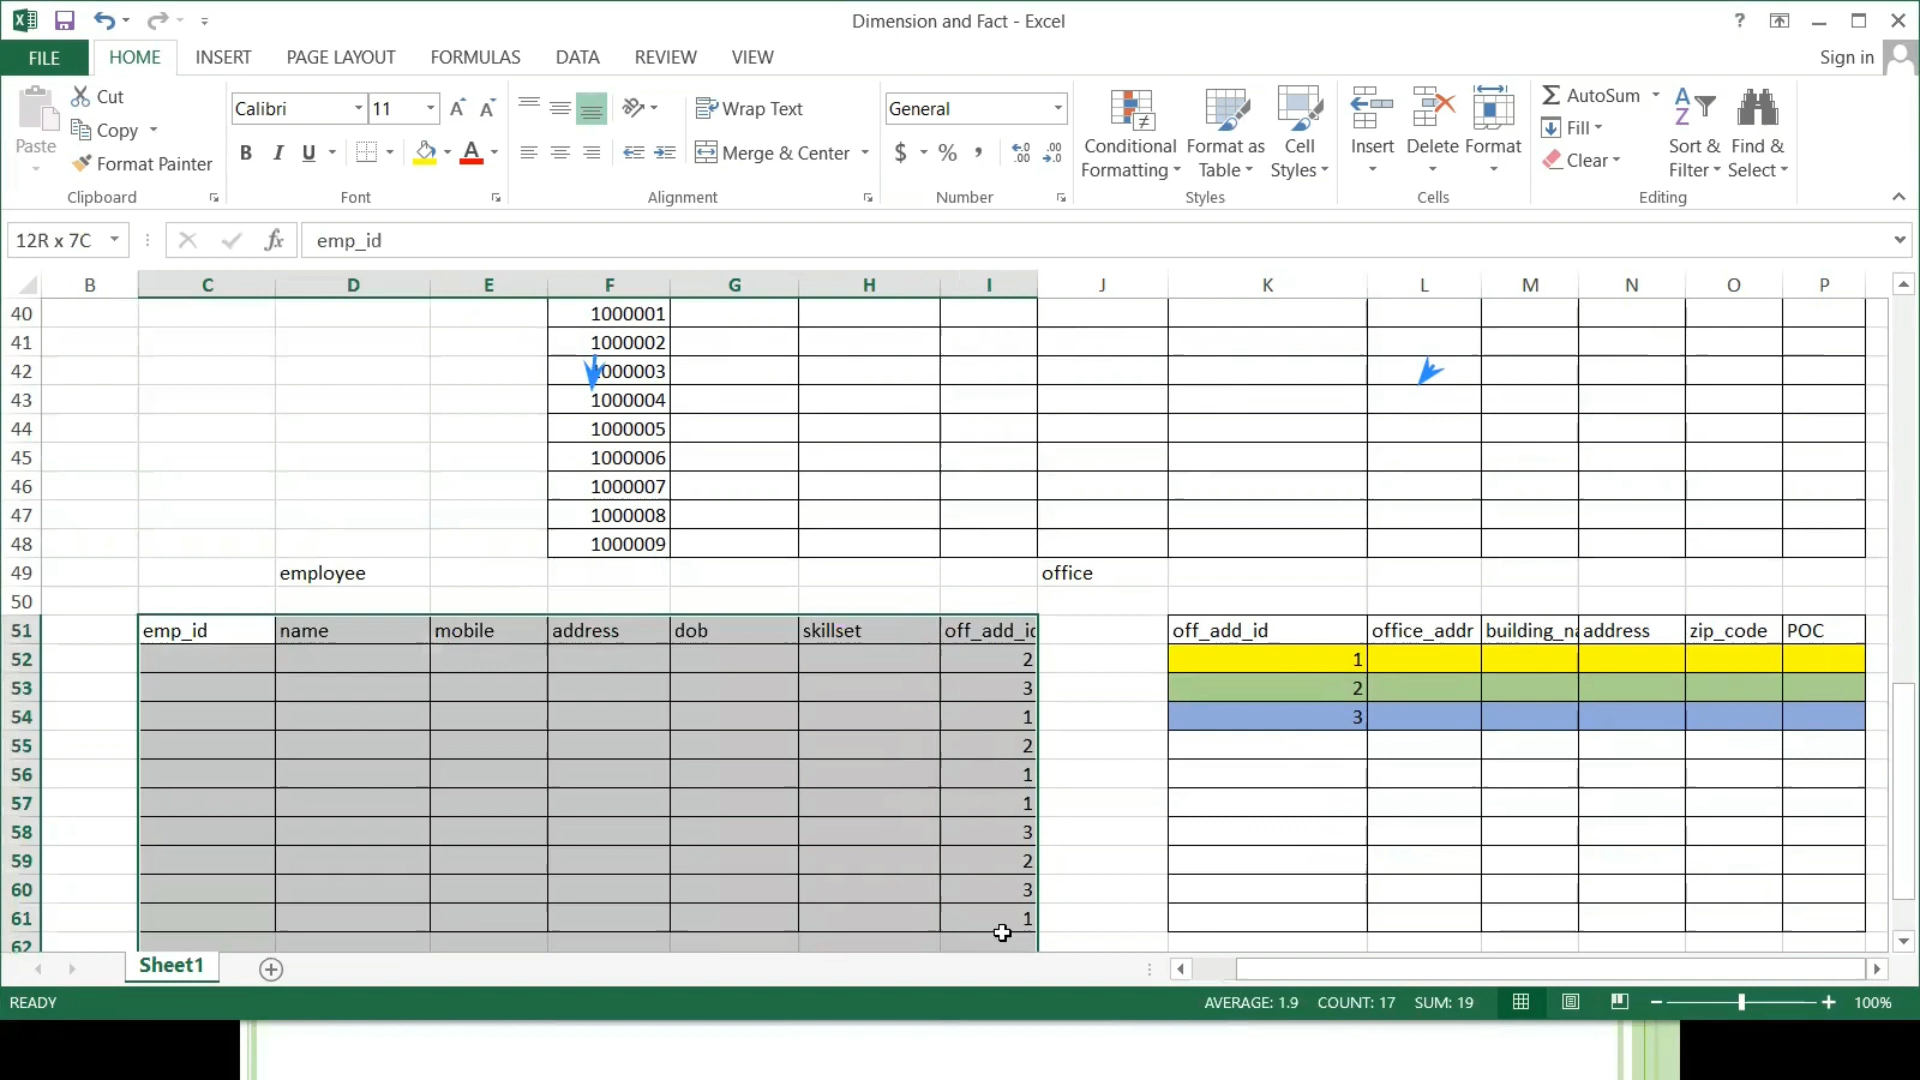 Dimension and Fact - Excel
?
FILE HOME INSERT PAGE LAYOUT FORMULAS DATA REVIEW VIEW Sign in
Paste
Cut
Copy
Format Painter
Clipboard
Calibri 11
B I U A
Font
Wrap Text
Merge & Center
Alignment
General
$ % ,
Number
Conditional Formatting
Format as Table
Cell Styles
Styles
Insert Delete Format
Cells
AutoSum
Fill
Clear
Sort & Filter
Find & Select
Editing
12R x 7C fx emp_id
B C D E F G H I J K L M N O P
40 1000001
41 1000002
42 1000003
43 1000004
44 1000005
45 1000006
46 1000007
47 1000008
48 1000009
49 employee office
50
51 emp_id name mobile address dob skillset off_add_id off_add_id office_addr building_na address zip_code POC
52 2 1
53 3 2
54 1 3
55 2
56 1
57 1
58 3
59 2
60 3
61 1
62
Sheet1
READY AVERAGE: 1.9 COUNT: 17 SUM: 19 100%